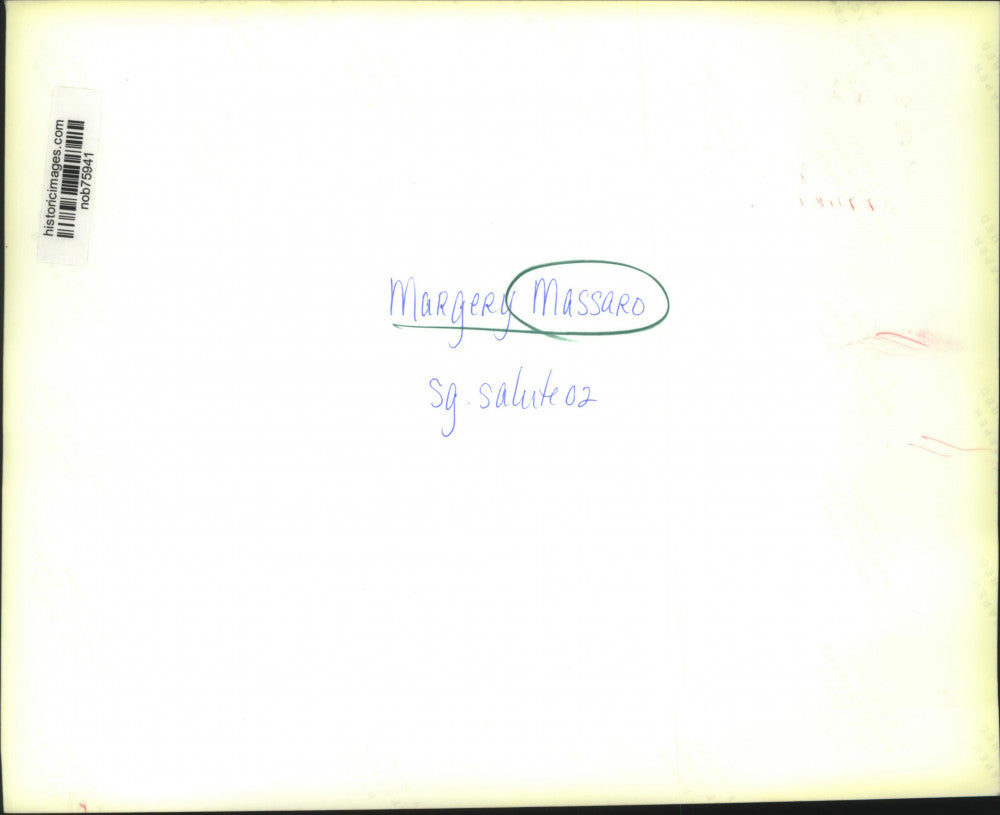 historicimages.com
nob75941
Margery Massaro
sg. salute 02